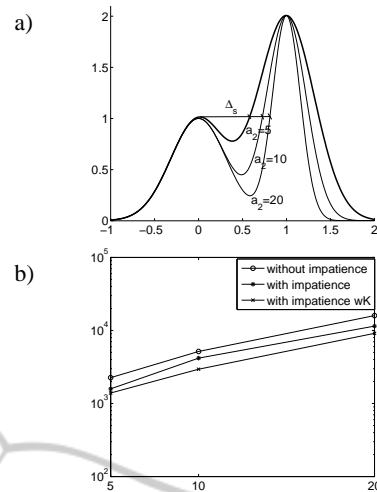 a)
2
1.5
1
0.5
0
Δs
a2=5
a2=10
a2=20
−1 −0.5 0 0.5 1 1.5 2
b)
10^5
10^4
10^3
10^2
without impatience
with impatience
with impatience wK
5 10 20